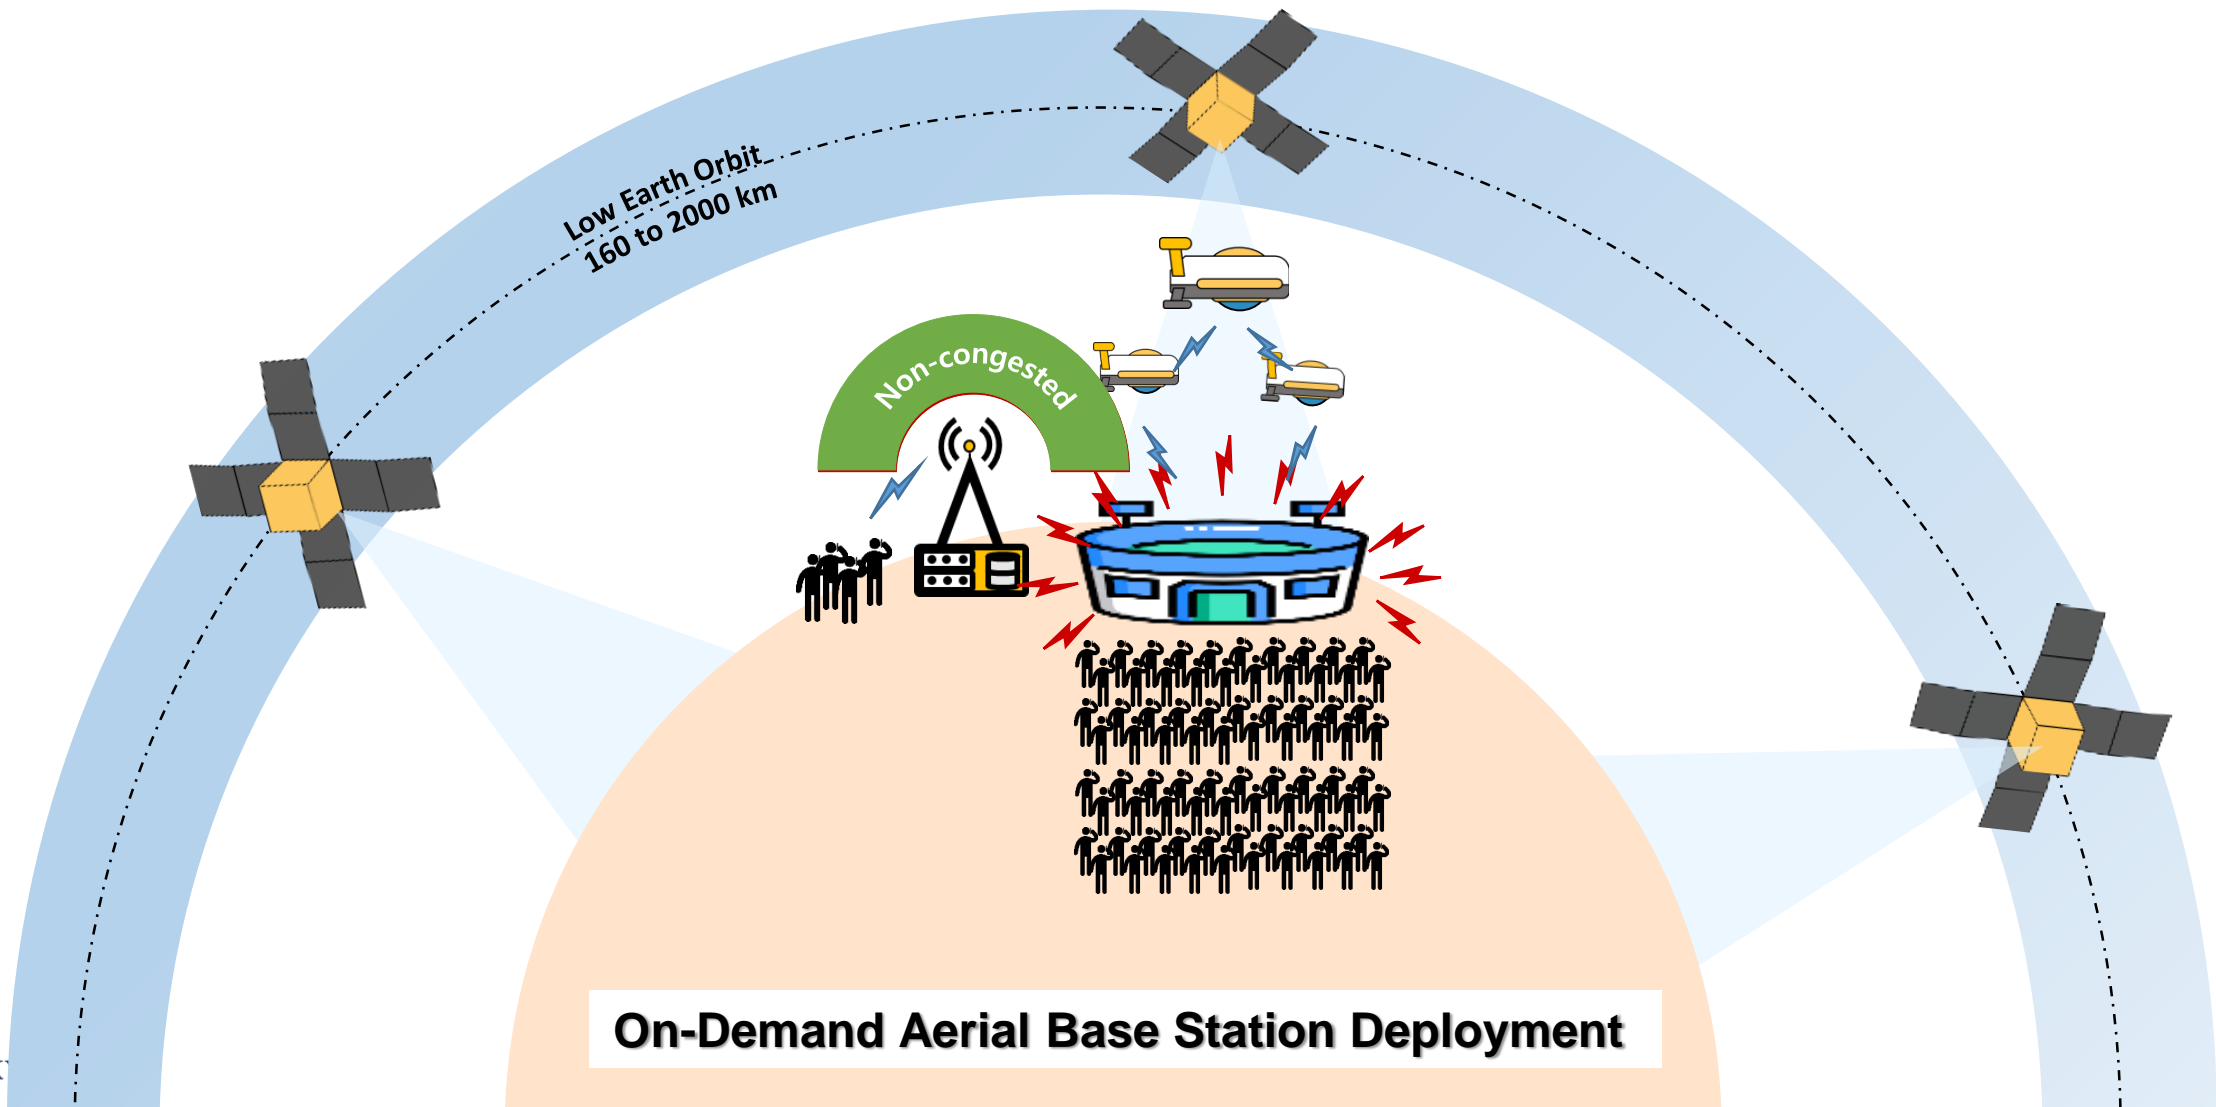 Low Earth Orbit
160 to 2000 km
Non-congested
On-Demand Aerial Base Station Deployment